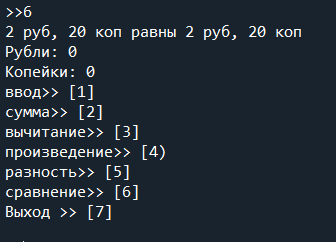 >>6
2 руб, 20 коп равны 2 руб, 20 коп
Рубли: 0
Копейки: 0
ввод>> [1]
сумма>> [2]
вычитание>> [3]
произведение>> [4)
разность>> [5]
сравнение>> [6]
Выход >> [7]